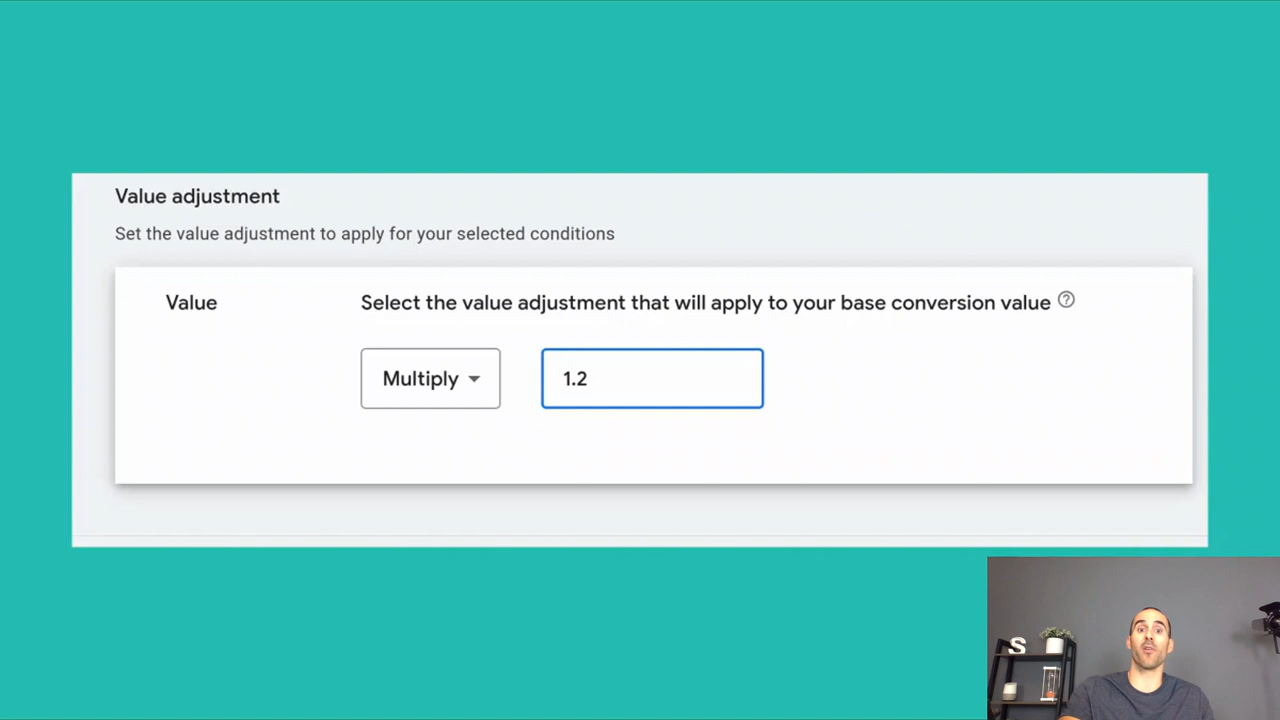 Value adjustment
Set the value adjustment to apply for your selected conditions
Value
Select the value adjustment that will apply to your base conversion value ?
Multiply
1.2
S